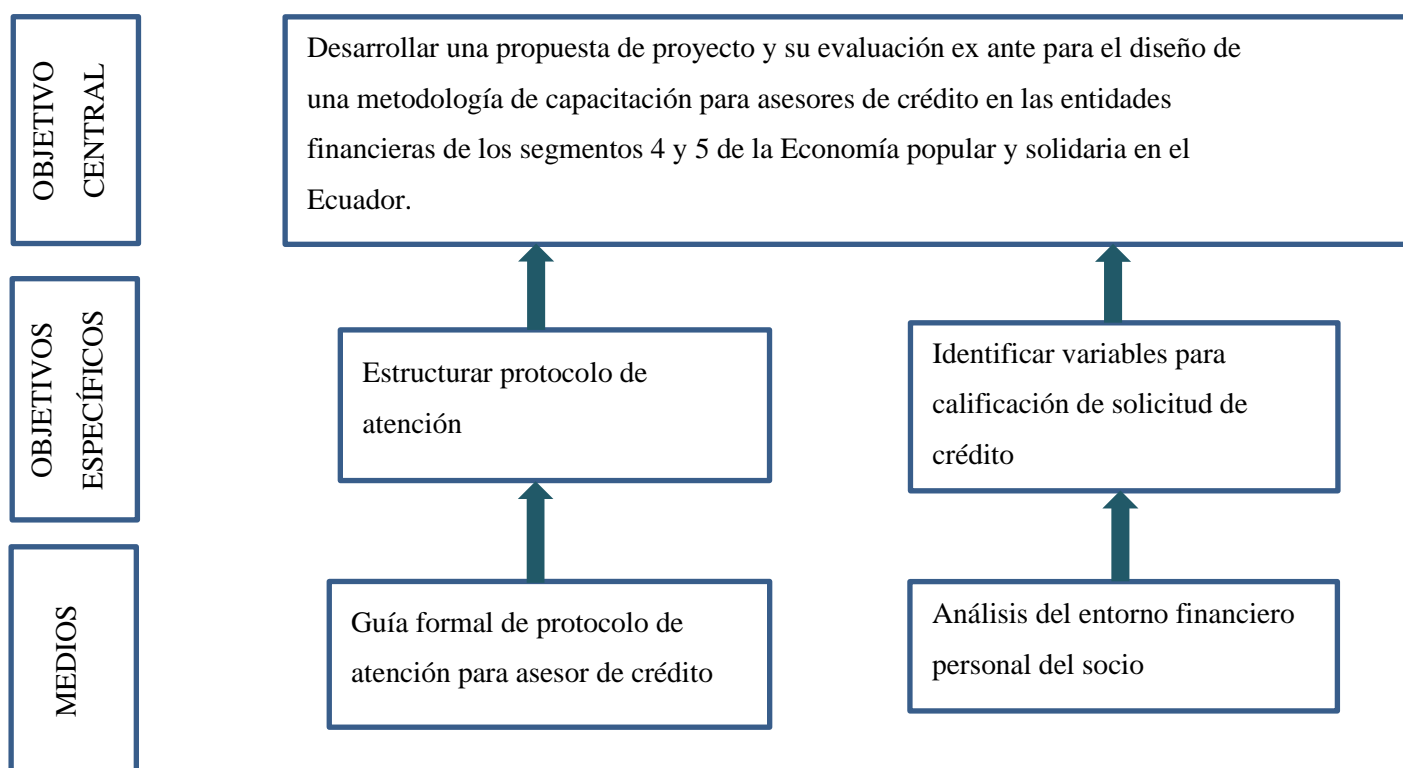 OBJETIVO
CENTRAL
Desarrollar una propuesta de proyecto y su evaluación ex ante para el diseño de
una metodología de capacitación para asesores de crédito en las entidades
financieras de los segmentos 4 y 5 de la Economía popular y solidaria en el
Ecuador.
OBJETIVOS
ESPECÍFICOS
Estructurar protocolo de
atención
Identificar variables para
calificación de solicitud de
crédito
MEDIOS
Guía formal de protocolo de
atención para asesor de crédito
Análisis del entorno financiero
personal del socio